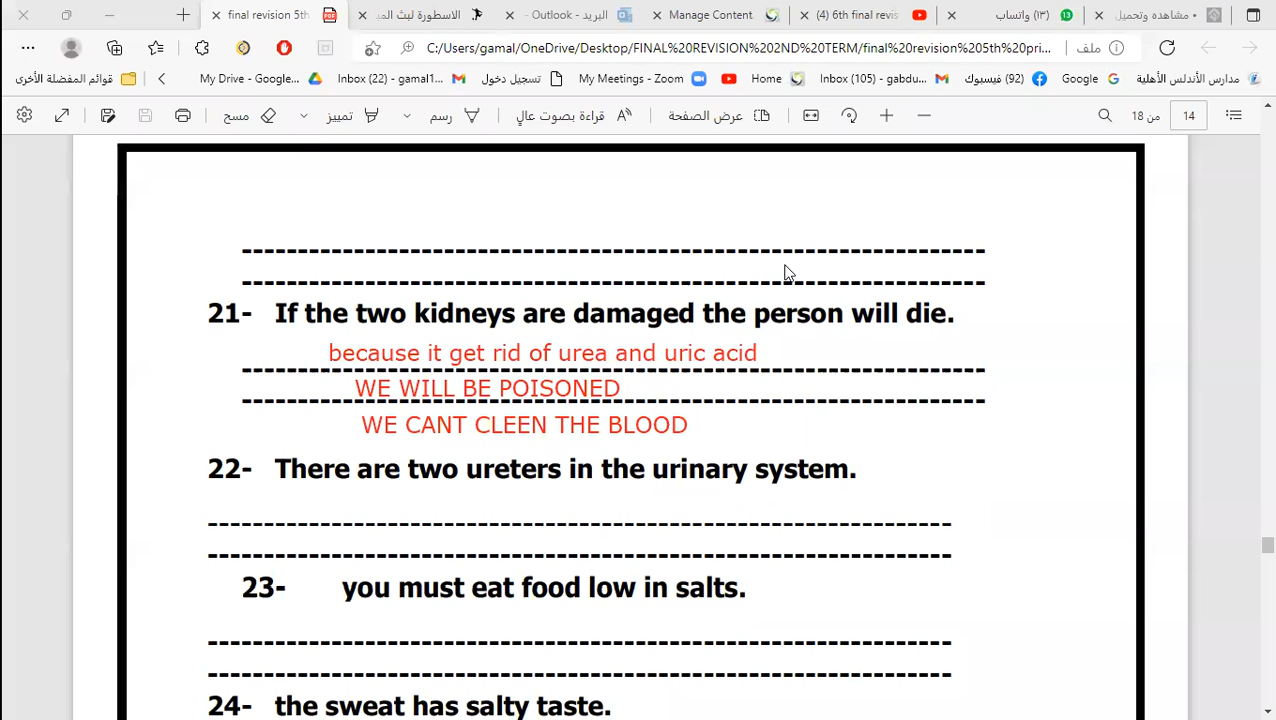 final revision 5th
الاسطورة لبث الم
البريد - Outlook
Manage Content
(4) 6th final revis
(١٣) واتساب
مشاهده وتحميل
C:/Users/gamal/OneDrive/Desktop/FINAL%20REVISION%202ND%20TERM/final%20revision%205th%20pri...
ملف
قوائم المفضلة الأخرى
My Drive - Google...
Inbox (22) - gamal1...
تسجيل دخول
My Meetings - Zoom
Home
Inbox (105) - gabdu...
(92) فيسبوك
Google
مدارس الأندلس الأهلية
مسح
تمييز
رسم
قراءة بصوت عالٍ
عرض الصفحة
من 18
14
21- If the two kidneys are damaged the person will die.
because it get rid of urea and uric acid
WE WILL BE POISONED
WE CANT CLEEN THE BLOOD
22- There are two ureters in the urinary system.
23- you must eat food low in salts.
24- the sweat has salty taste.